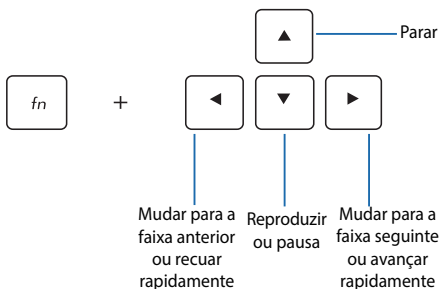 Parar
fn
+
Mudar para a
faixa anterior
ou recuar
rapidamente
Reproduzir
ou pausa
Mudar para a
faixa seguinte
ou avançar
rapidamente